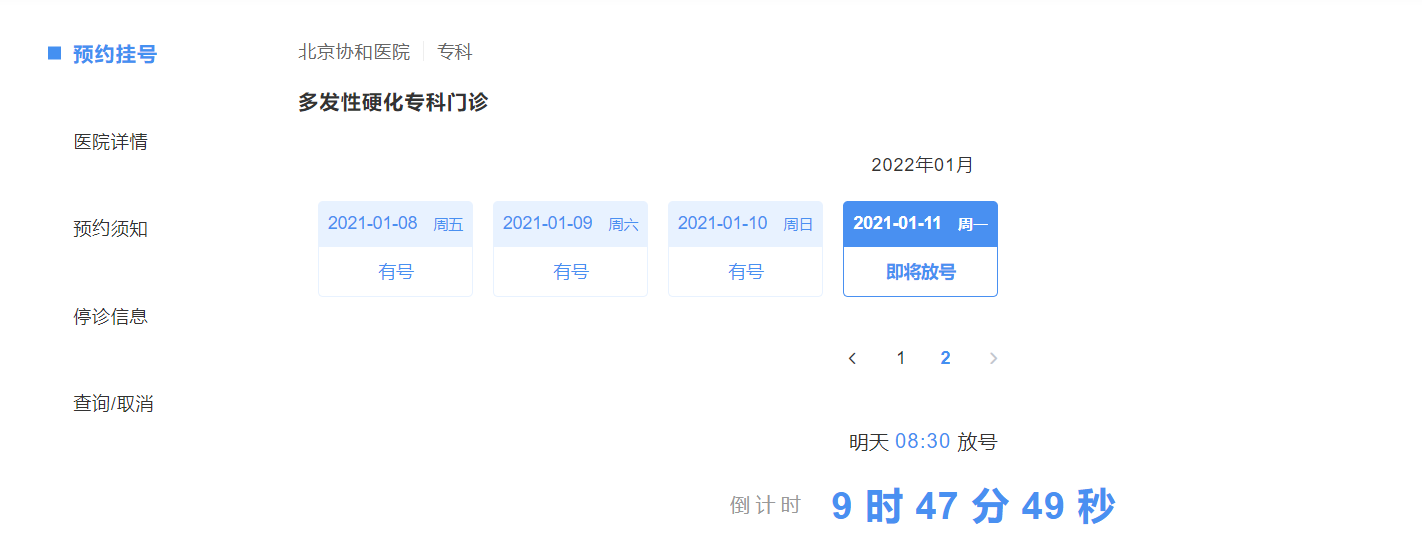 预约挂号
医院详情
预约须知
停诊信息
查询/取消
北京协和医院 专科
多发性硬化专科门诊
2022年01月
2021-01-08 周五 2021-01-09 周六 2021-01-10 周日 2021-01-11 周一
有号 有号 有号 即将放号
< 1 2 >
明天 08:30 放号
倒计时 9 时 47 分 49 秒